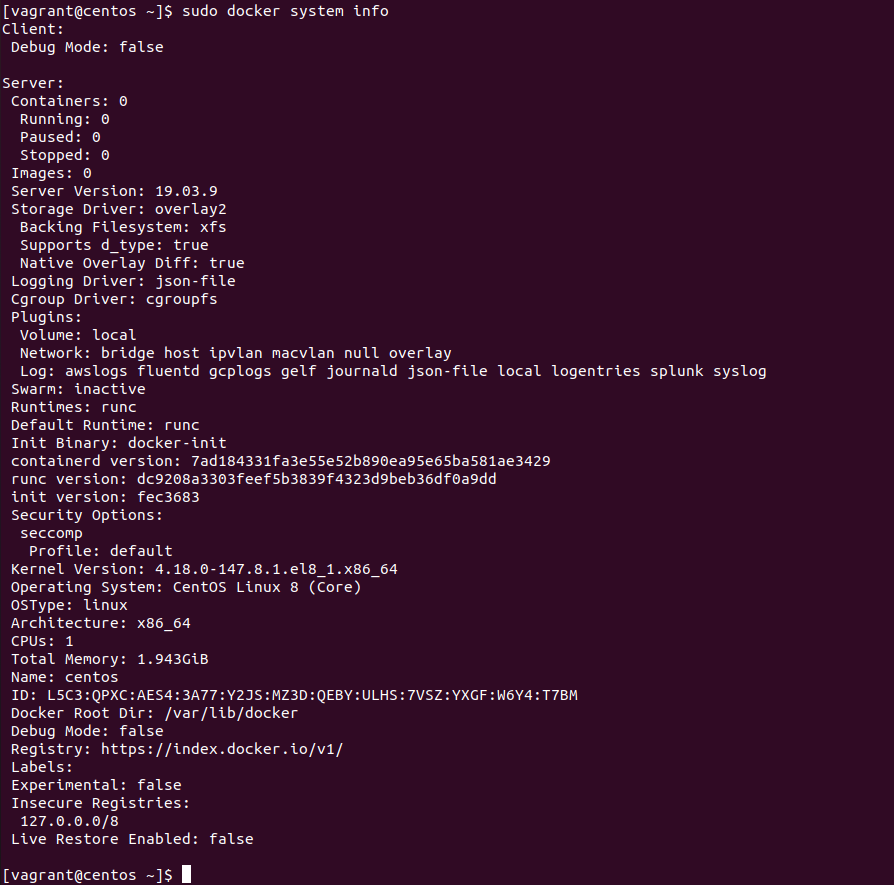 [vagrant@centos ~]$ sudo docker system info
Client:
 Debug Mode: false

Server:
 Containers: 0
  Running: 0
  Paused: 0
  Stopped: 0
 Images: 0
 Server Version: 19.03.9
 Storage Driver: overlay2
  Backing Filesystem: xfs
  Supports d_type: true
  Native Overlay Diff: true
 Logging Driver: json-file
 Cgroup Driver: cgroupfs
 Plugins:
  Volume: local
  Network: bridge host ipvlan macvlan null overlay
  Log: awslogs fluentd gcplogs gelf journald json-file local logentries splunk syslog
 Swarm: inactive
 Runtimes: runc
 Default Runtime: runc
 Init Binary: docker-init
 containerd version: 7ad184331fa3e55e52b890ea95e65ba581ae3429
 runc version: dc9208a3303feef5b3839f4323d9beb36df0a9dd
 init version: fec3683
 Security Options:
  seccomp
   Profile: default
 Kernel Version: 4.18.0-147.8.1.el8_1.x86_64
 Operating System: CentOS Linux 8 (Core)
 OSType: linux
 Architecture: x86_64
 CPUs: 1
 Total Memory: 1.943GiB
 Name: centos
 ID: L5C3:QPXC:AES4:3A77:Y2JS:MZ3D:QEBY:ULHS:7VSZ:YXGF:W6Y4:T7BM
 Docker Root Dir: /var/lib/docker
 Debug Mode: false
 Registry: https://index.docker.io/v1/
 Labels:
 Experimental: false
 Insecure Registries:
  127.0.0.0/8
 Live Restore Enabled: false

[vagrant@centos ~]$